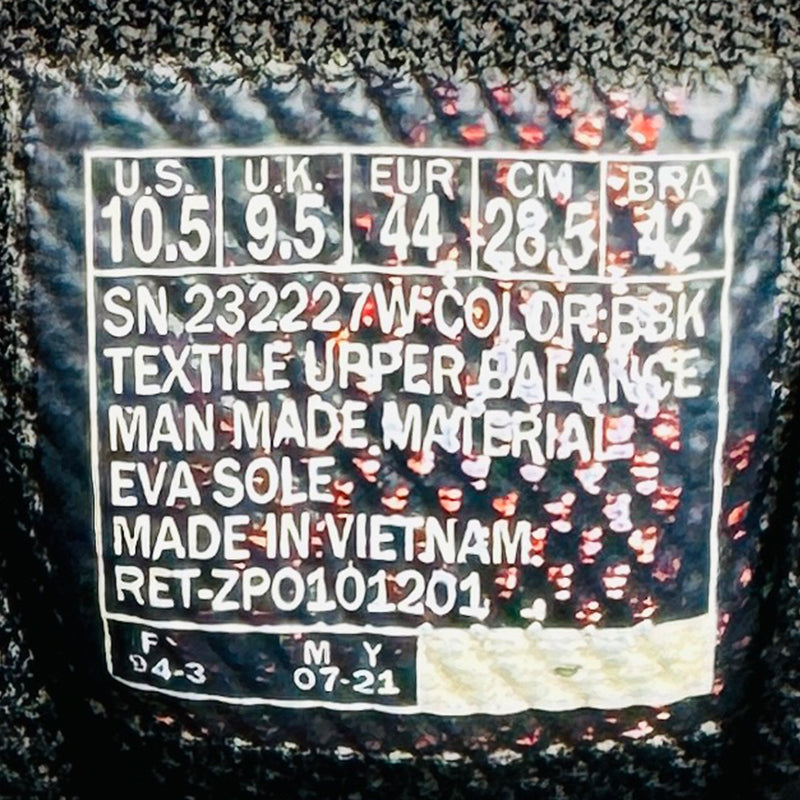 U.S. U.K. EUR CM BRA
10.5 9.5 44 28.5 42
SN.232227W COLOR:BBK
TEXTILE UPPER BALANCE
MAN MADE MATERIAL
EVA SOLE
MADE IN VIETNAM
RET-ZPO101201
F M Y
04-3 07-21